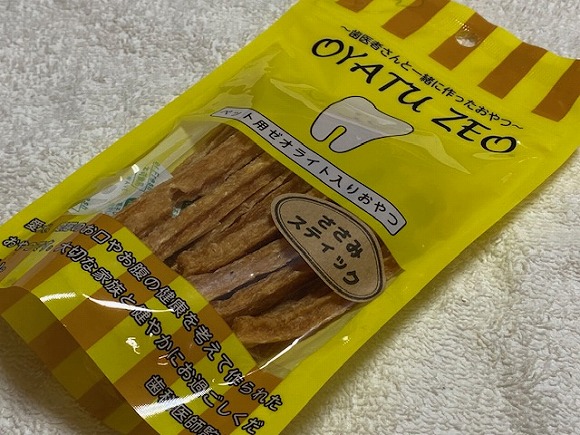 ～歯医者さんと一緒に作ったおやつ～
OYATU ZEO
ペット用ゼオライト入りおやつ
ささみ
スティック
お口やお腹の健康を考えて作られた
大切な家族と健やかにお過ごしくだ
歯科医師監